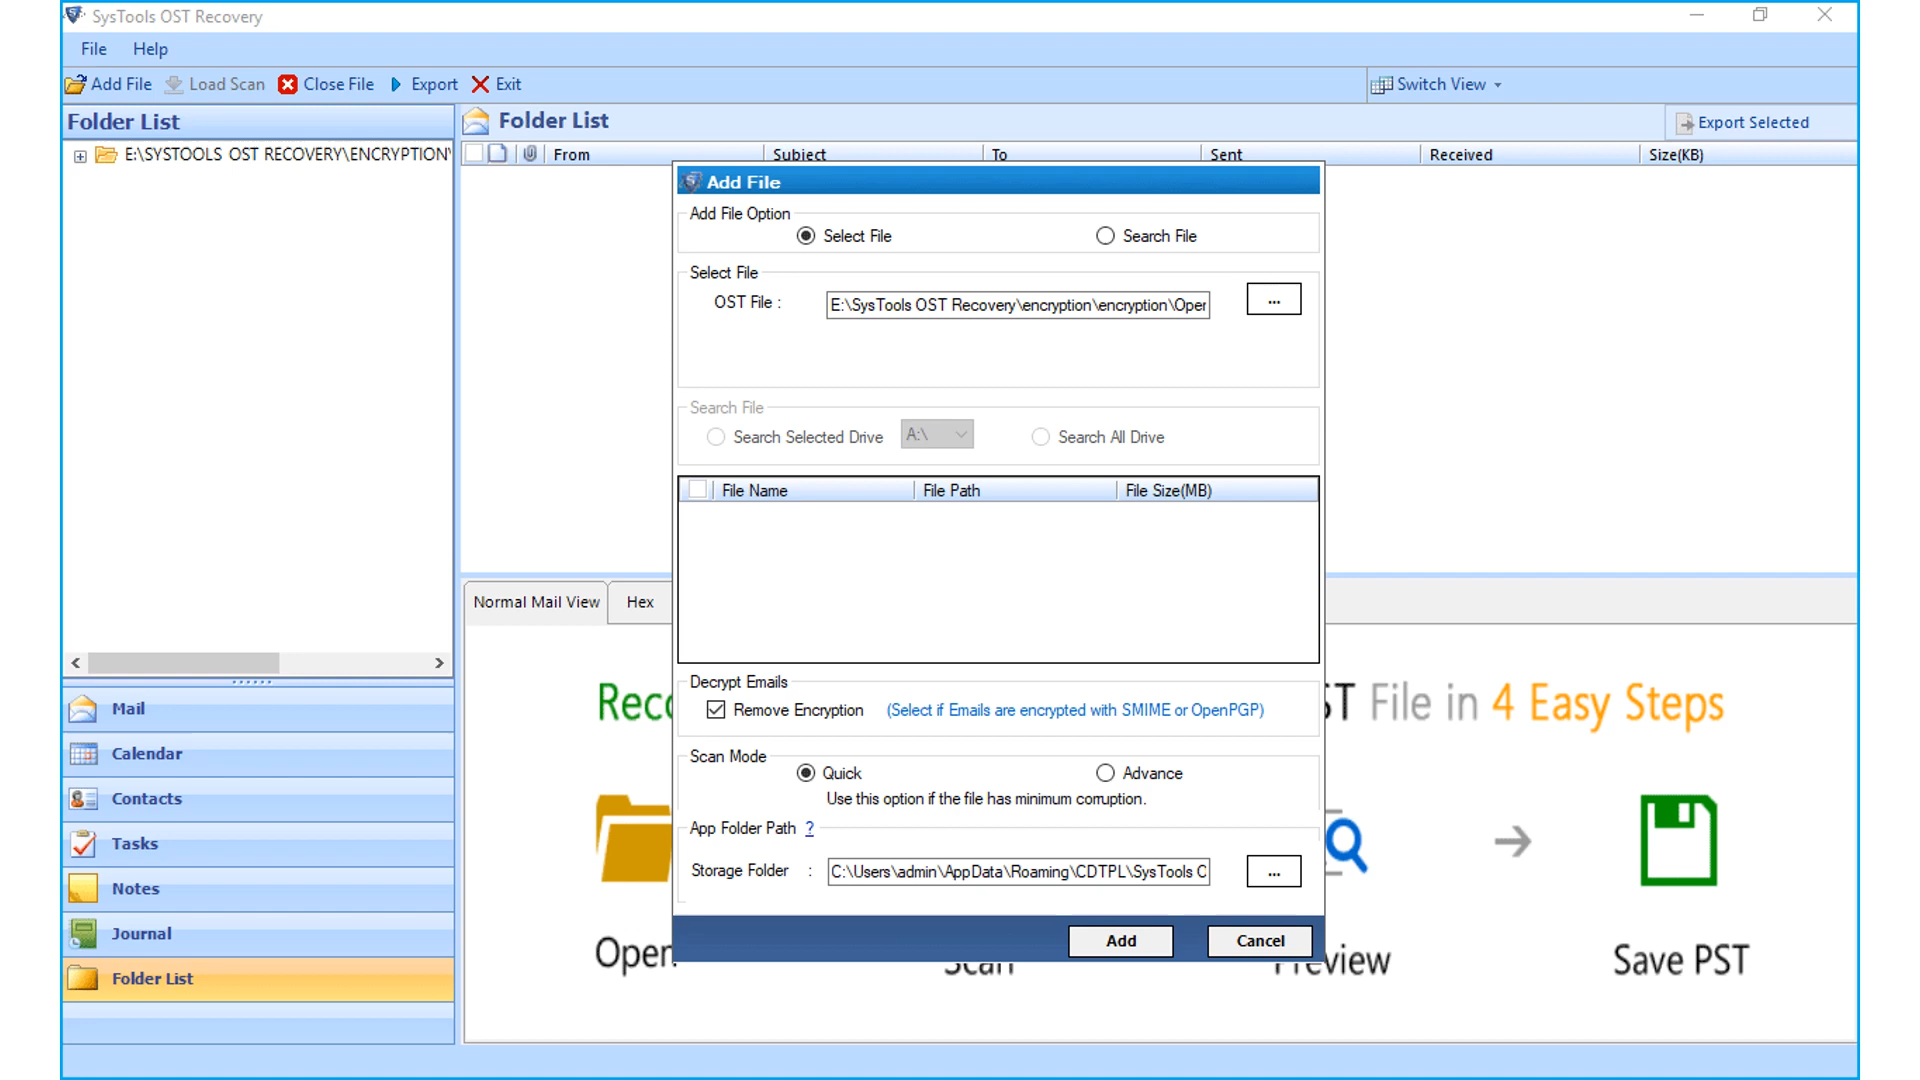 SysTools OST Recovery
File Help
Add File Load Scan Close File Export Exit Switch View
Folder List
E:\SYSTOOLS OST RECOVERY\ENCRYPTION\
Folder List
Export Selected
From Subject To Sent Received Size(KB)
Add File
Add File Option
Select File Search File
Select File
OST File :
E:\SysTools OST Recovery\encryption\encryption\Oper
...
Search File
Search Selected Drive A:\ Search All Drive
File Name File Path File Size(MB)
Decrypt Emails
Remove Encryption (Select if Emails are encrypted with SMIME or OpenPGP)
Scan Mode
Quick Advance
Use this option if the file has minimum corruption.
App Folder Path ?
Storage Folder :
C:\Users\admin\AppData\Roaming\CDTPL\SysTools O
...
Add Cancel
Normal Mail View Hex
File in 4 Easy Steps
Open
Scan
Preview
Save PST
Mail
Calendar
Contacts
Tasks
Notes
Journal
Folder List